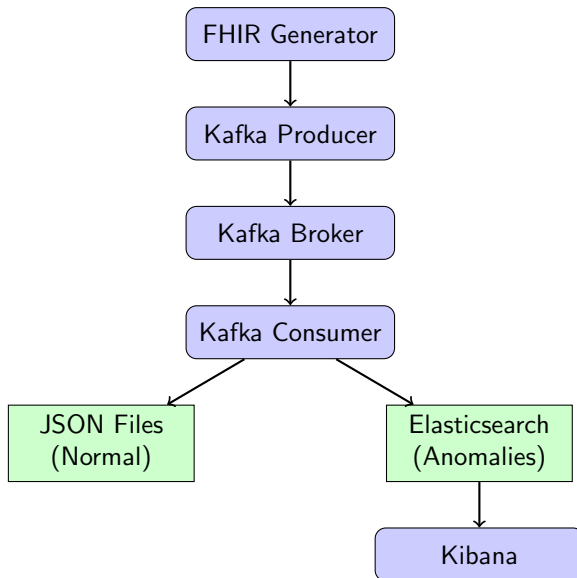 FHIR Generator
Kafka Producer
Kafka Broker
Kafka Consumer
JSON Files
(Normal)
Elasticsearch
(Anomalies)
Kibana